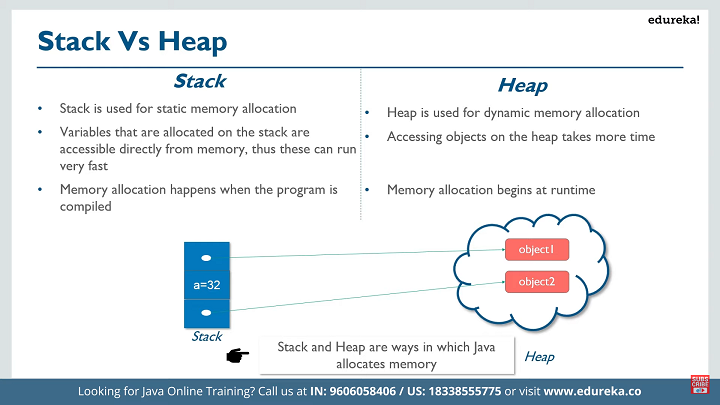 edureka!
Stack Vs Heap
Stack
• Stack is used for static memory allocation
• Variables that are allocated on the stack are
accessible directly from memory, thus these can run
very fast
• Memory allocation happens when the program is
compiled
Heap
• Heap is used for dynamic memory allocation
• Accessing objects on the heap takes more time
• Memory allocation begins at runtime
a=32
Stack
object1
object2
Heap
Stack and Heap are ways in which Java
allocates memory
Looking for Java Online Training? Call us at IN: 9606058406 / US: 18338555775 or visit www.edureka.co
SUBS
CRIBE